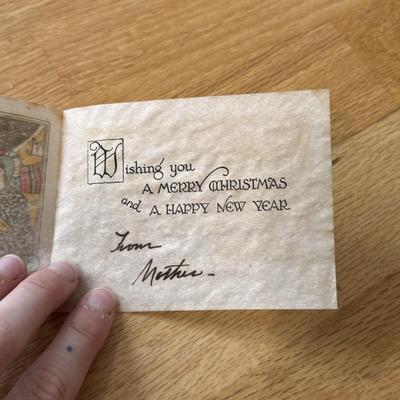 Wishing you
A MERRY CHRISTMAS
and A HAPPY NEW YEAR
From
Mother -